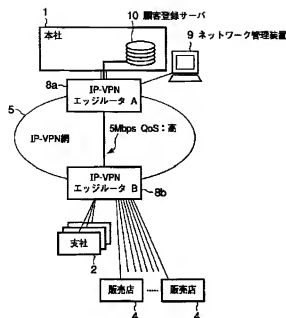 1
本社
10 顧客登録サーバ
9 ネットワーク管理装置
8a
IP-VPN
エッジルータ A
5
IP-VPN網
5Mbps QoS：高
IP-VPN
エッジルータ B
8b
支社
2
販売店
‥‥
販売店
4
4